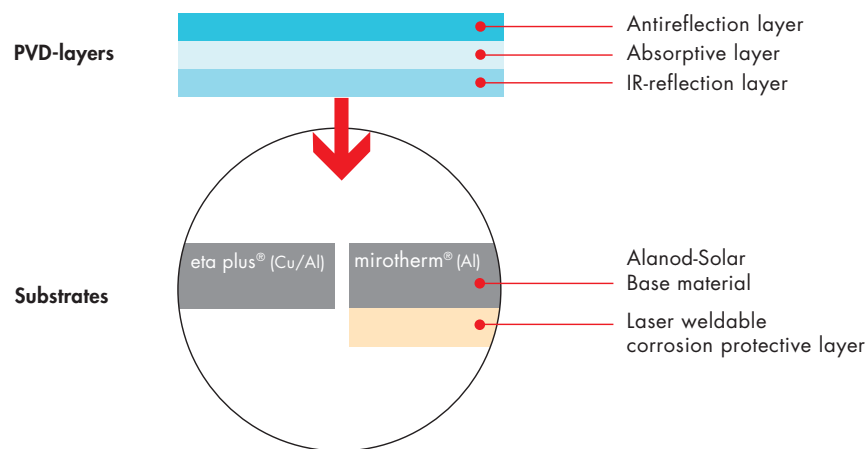 PVD-layers
Antireflection layer
Absorptive layer
IR-reflection layer
eta plus® (Cu/Al)
mirotherm® (Al)
Substrates
Alanod-Solar
Base material
Laser weldable
corrosion protective layer